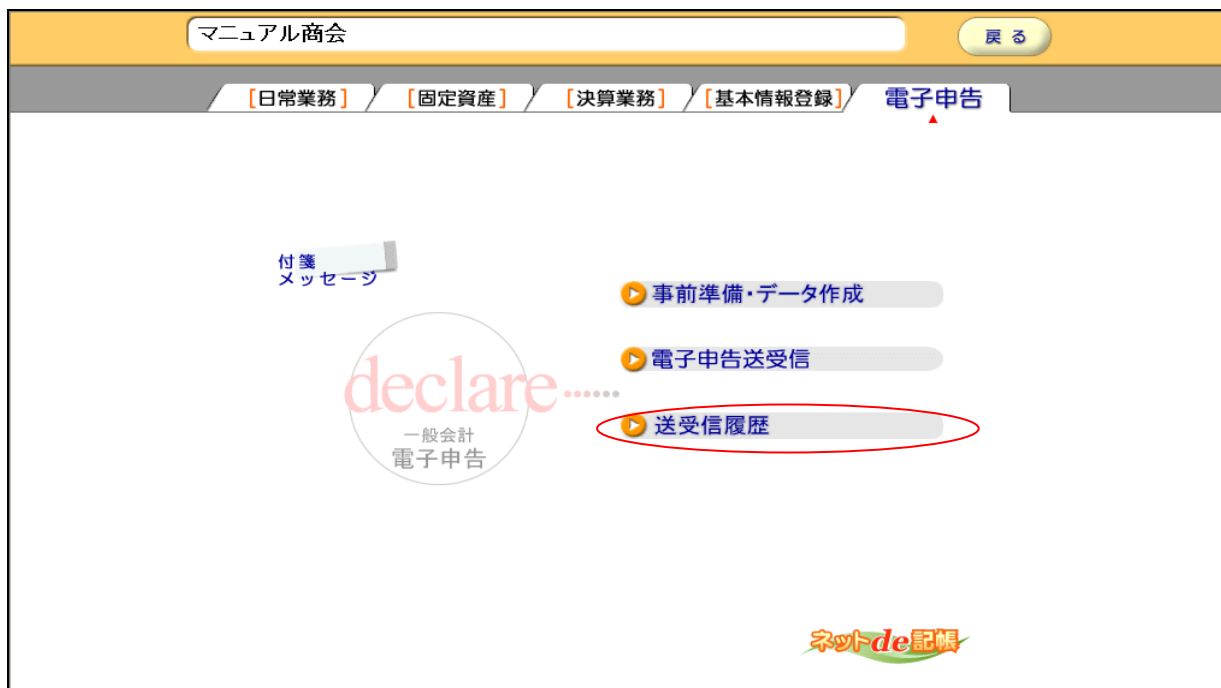 マニュアル商会
戻る
[日常業務]
[固定資産]
[決算業務]
[基本情報登録]
電子申告
付箋
メッセージ
事前準備・データ作成
電子申告送受信
declare
送受信履歴
一般会計
電子申告
ネットde記帳